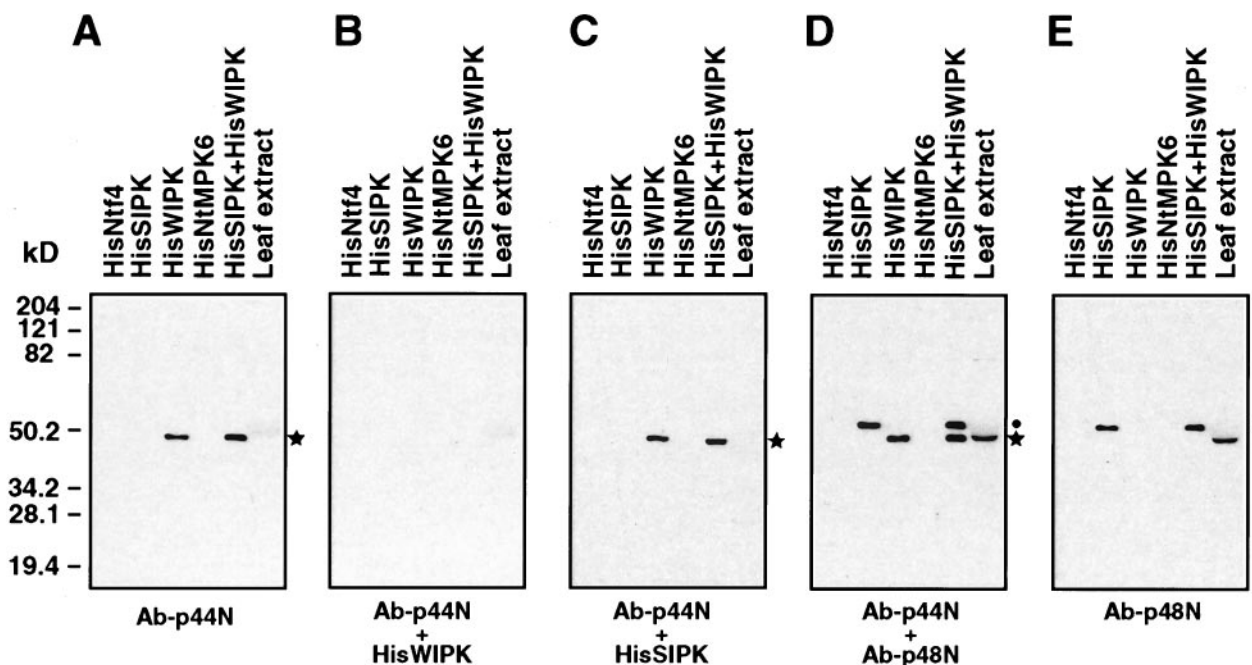 A
B
C
D
E
HisNtf4
HisSIPK
HisWIPK
HisNtMPK6
HisSIPK+HisWIPK
Leaf extract
HisNtf4
HisSIPK
HisWIPK
HisNtMPK6
HisSIPK+HisWIPK
Leaf extract
HisNtf4
HisSIPK
HisWIPK
HisNtMPK6
HisSIPK+HisWIPK
Leaf extract
HisNtf4
HisSIPK
HisWIPK
HisNtMPK6
HisSIPK+HisWIPK
Leaf extract
HisNtf4
HisSIPK
HisWIPK
HisNtMPK6
HisSIPK+HisWIPK
Leaf extract
kD
204 –
121 –
82 –
50.2 –
34.2 –
28.1 –
19.4 –
Ab-p44N
Ab-p44N
+
HisWIPK
Ab-p44N
+
HisSIPK
Ab-p44N
+
Ab-p48N
Ab-p48N